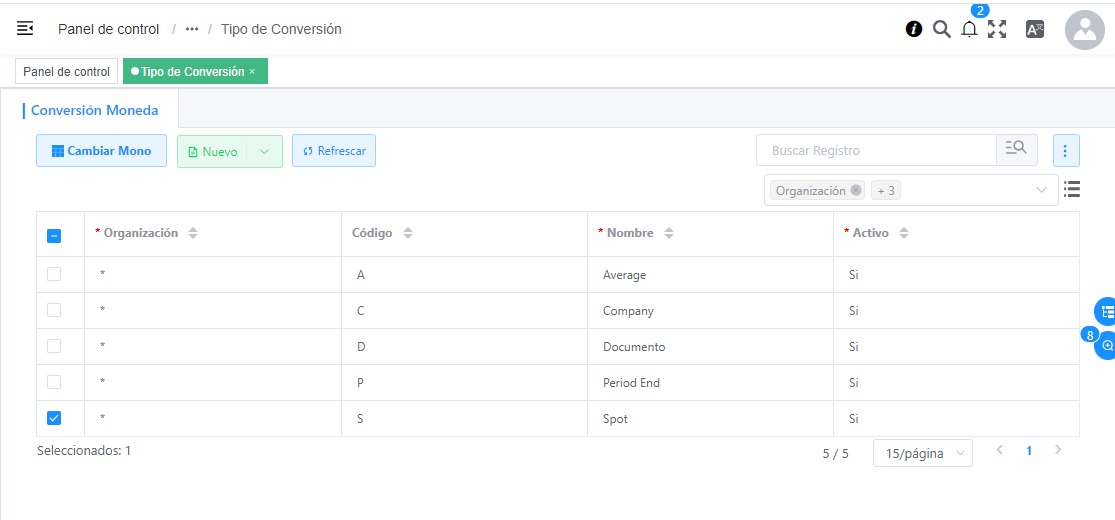 2
Panel de control / ••• / Tipo de Conversión
Panel de control
Tipo de Conversión ×
Conversión Moneda
Cambiar Mono
Nuevo
Refrescar
Buscar Registro
Organización
+ 3
* Organización
Código
* Nombre
* Activo
* A Average Si
* C Company Si
* D Documento Si
* P Period End Si
* S Spot Si
8
Seleccionados: 1
5 / 5
15/página
1